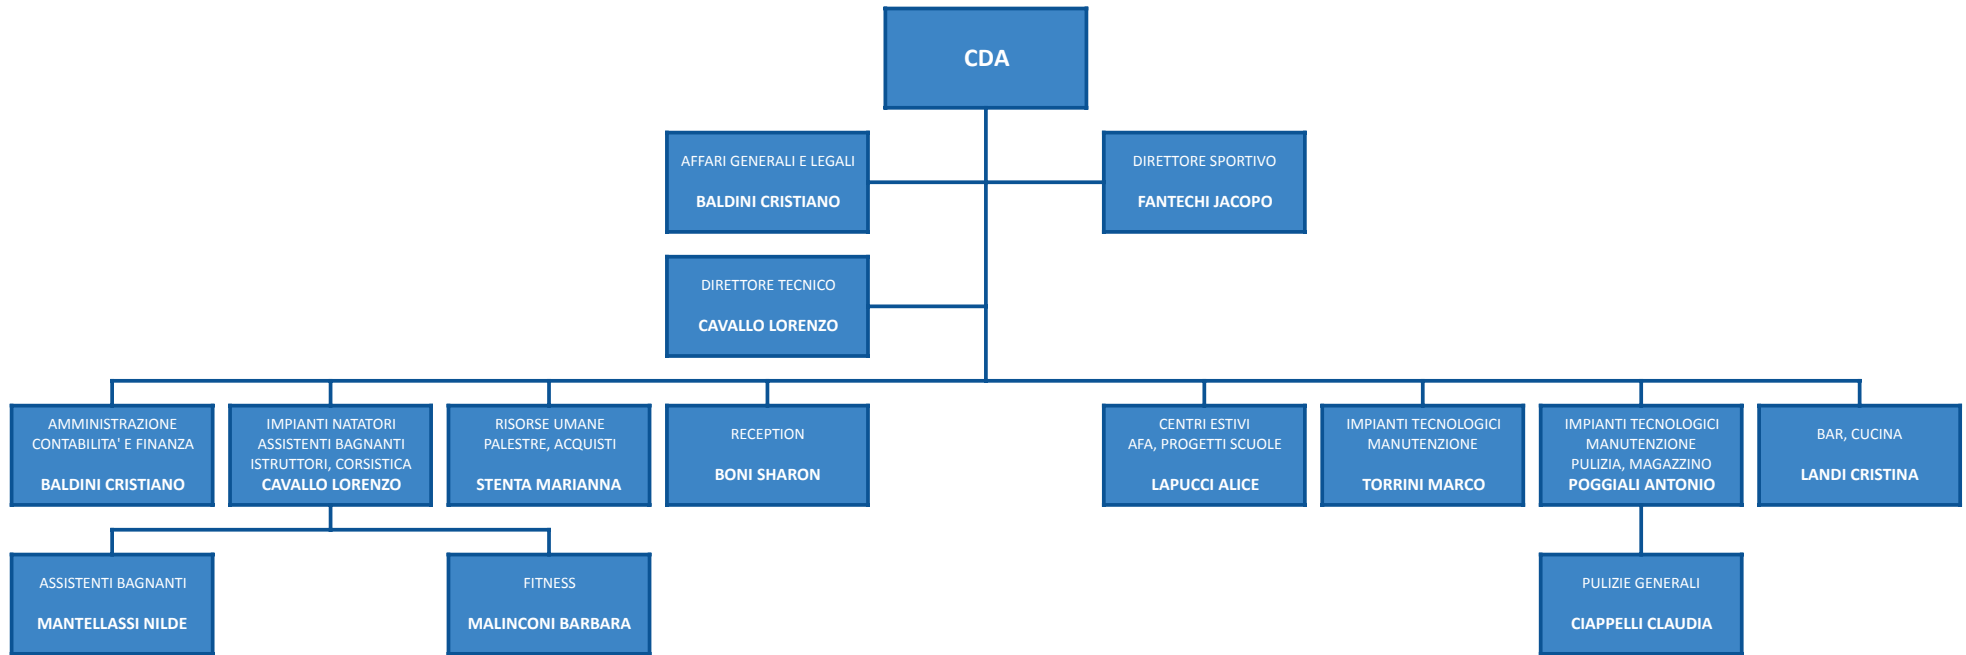 CDA
AFFARI GENERALI E LEGALI
BALDINI CRISTIANO
DIRETTORE SPORTIVO
FANTECHI JACOPO
DIRETTORE TECNICO
CAVALLO LORENZO
AMMINISTRAZIONE
CONTABILITA' E FINANZA
BALDINI CRISTIANO
IMPIANTI NATATORI
ASSISTENTI BAGNANTI
ISTRUTTORI, CORSISTICA
CAVALLO LORENZO
RISORSE UMANE
PALESTRE, ACQUISTI
STENTA MARIANNA
RECEPTION
BONI SHARON
CENTRI ESTIVI
AFA, PROGETTI SCUOLE
LAPUCCI ALICE
IMPIANTI TECNOLOGICI
MANUTENZIONE
TORRINI MARCO
IMPIANTI TECNOLOGICI
MANUTENZIONE
PULIZIA, MAGAZZINO
POGGIALI ANTONIO
BAR, CUCINA
LANDI CRISTINA
ASSISTENTI BAGNANTI
MANTELLASSI NILDE
FITNESS
MALINCONI BARBARA
PULIZIE GENERALI
CIAPPELLI CLAUDIA